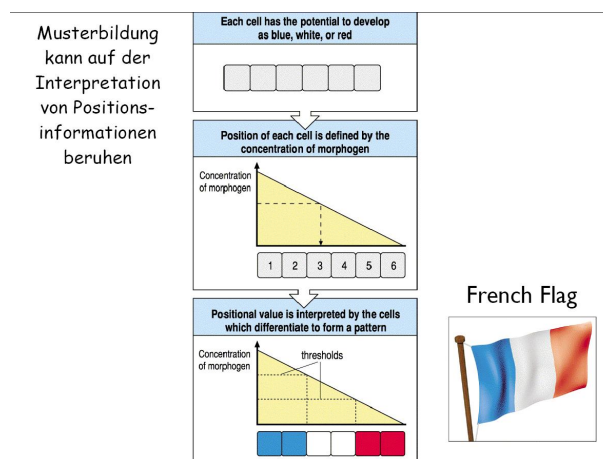 Musterbildung
kann auf der
Interpretation
von Positions-
informationen
beruhen
Each cell has the potential to develop
as blue, white, or red
Position of each cell is defined by the
concentration of morphogen
Concentration
of morphogen
1 2 3 4 5 6
Positional value is interpreted by the cells
which differentiate to form a pattern
Concentration
of morphogen
thresholds
French Flag